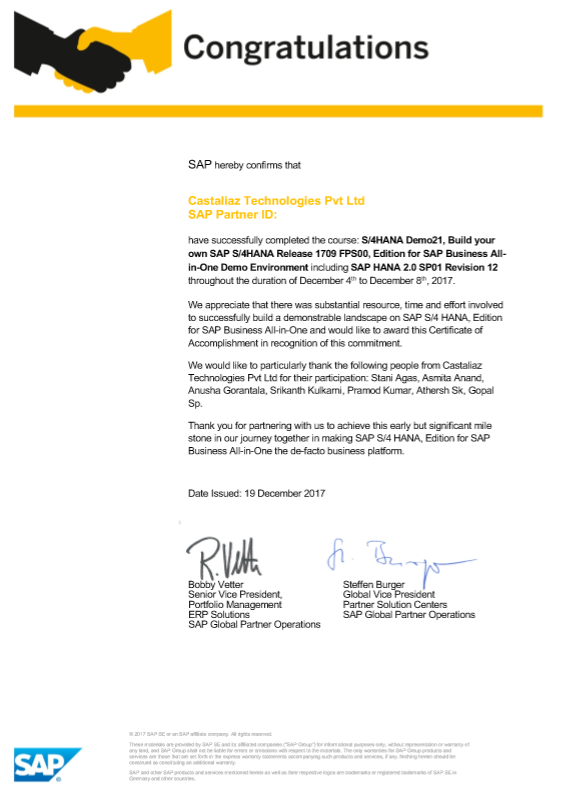 Congratulations
SAP hereby confirms that
Castaliaz Technologies Pvt Ltd
SAP Partner ID:
have successfully completed the course: S/4HANA Demo21, Build your
own SAP S/4HANA Release 1709 FPS00, Edition for SAP Business All-
in-One Demo Environment including SAP HANA 2.0 SP01 Revision 12
throughout the duration of December 4th to December 8th, 2017.
We appreciate that there was substantial resource, time and effort involved
to successfully build a demonstrable landscape on SAP S/4 HANA, Edition
for SAP Business All-in-One and would like to award this Certificate of
Accomplishment in recognition of this commitment.
We would like to particularly thank the following people from Castaliaz
Technologies Pvt Ltd for their participation: Stani Agas, Asmita Anand,
Anusha Gorantala, Srikanth Kulkarni, Pramod Kumar, Athersh Sk, Gopal
Sp.
Thank you for partnering with us to achieve this early but significant mile
stone in our journey together in making SAP S/4 HANA, Edition for SAP
Business All-in-One the de-facto business platform.
Date Issued: 19 December 2017
R. Vetter
St. Burger
Bobby Vetter
Senior Vice President,
Portfolio Management
ERP Solutions
SAP Global Partner Operations
Steffen Burger
Global Vice President
Partner Solution Centers
SAP Global Partner Operations
© 2017 SAP SE or an SAP affiliate company. All rights reserved.
These materials are provided by SAP SE and its affiliated companies ("SAP Group") for informational purposes only, without representation or warranty of
any kind, and SAP Group shall not be liable for errors or omissions with respect to the materials. The only warranties for SAP Group products and
services are those that are set forth in the express warranty statements accompanying such products and services, if any. Nothing herein should be
construed as constituting an additional warranty.
SAP and other SAP products and services mentioned herein as well as their respective logos are trademarks or registered trademarks of SAP SE in
Germany and other countries.
SAP